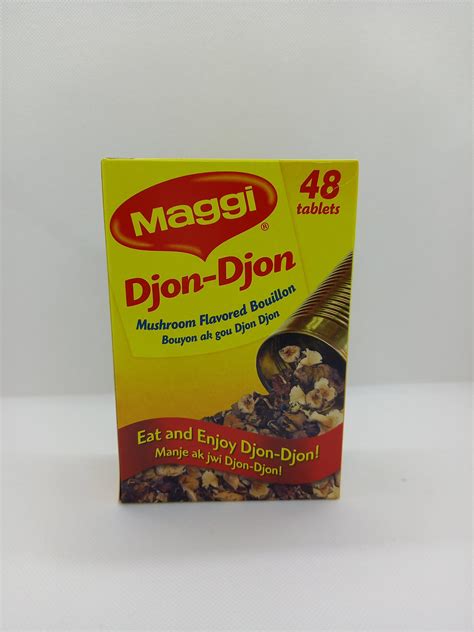 Maggi
®
48
tablets
Djon-Djon
Mushroom Flavored Bouillon
Bouyon ak gou Djon Djon
Eat and Enjoy Djon-Djon!
Manje ak jwi Djon-Djon!